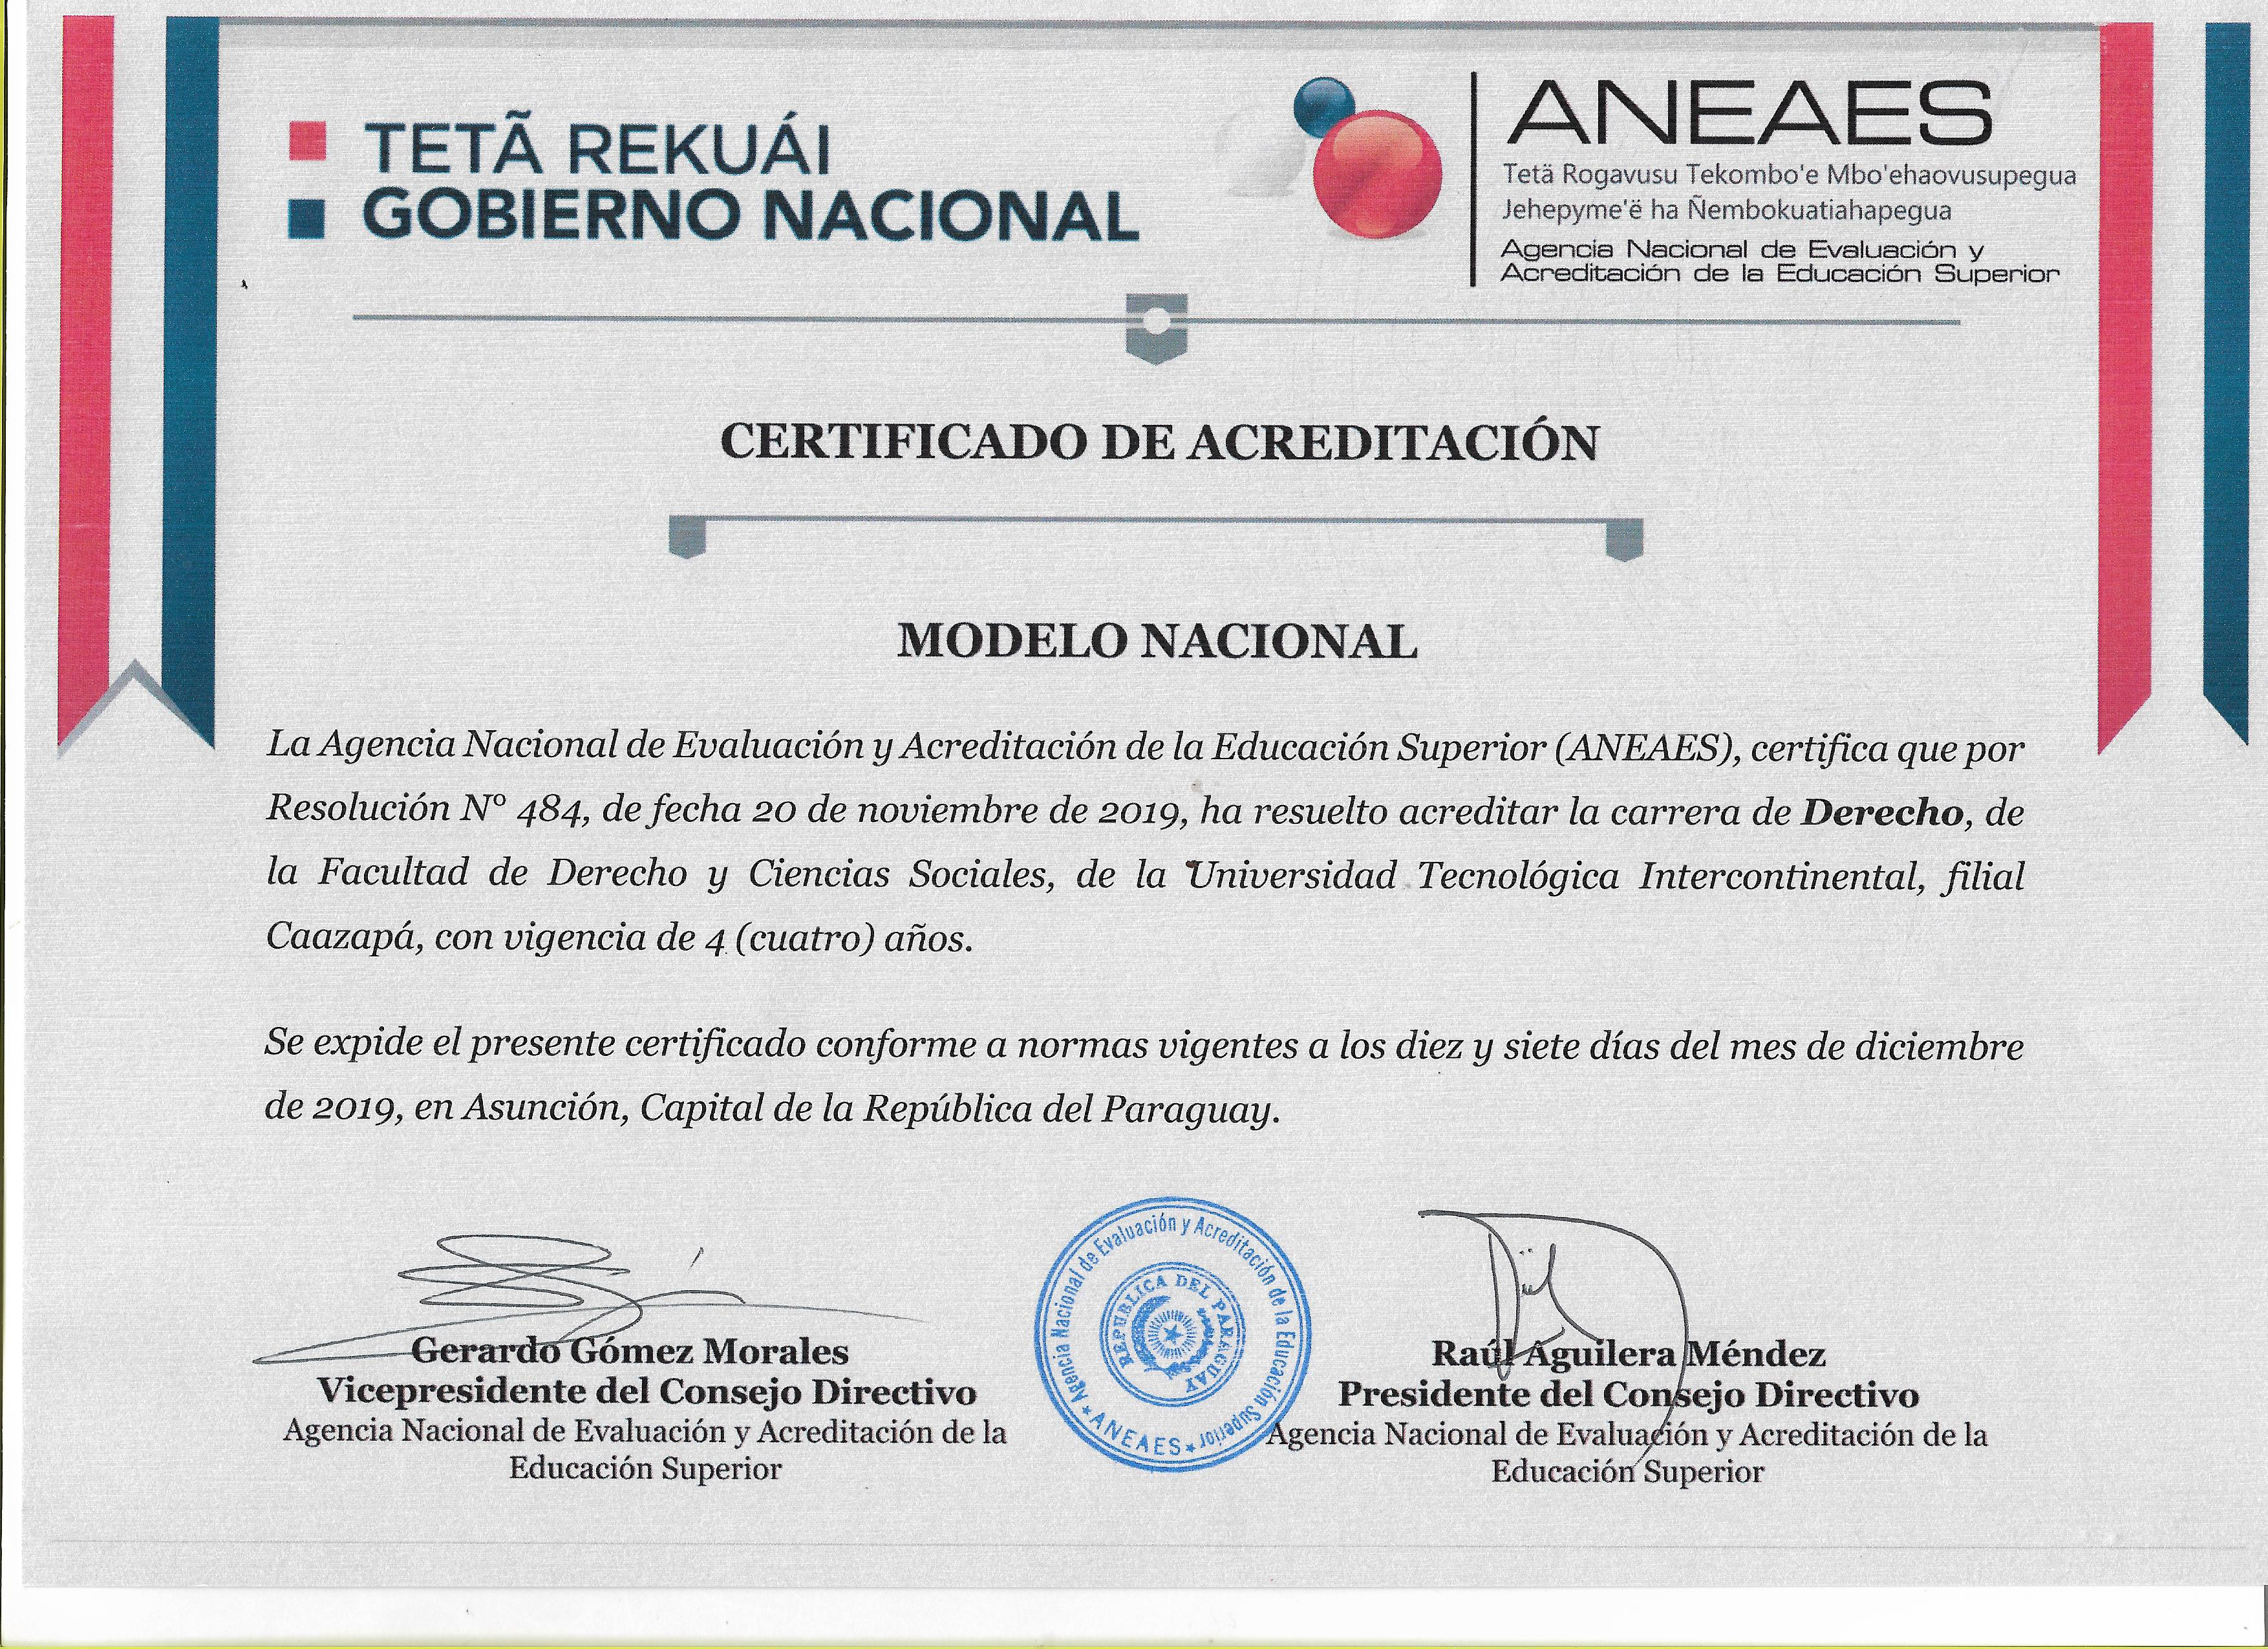 TETÃ REKUÁI
GOBIERNO NACIONAL
ANEAES
Tetã Rogavusu Tekombo'e Mbo'ehaovusupegua
Jehepyme'ẽ ha Ñembokuatiahapegua
Agencia Nacional de Evaluación y
Acreditación de la Educación Superior
CERTIFICADO DE ACREDITACIÓN
MODELO NACIONAL
La Agencia Nacional de Evaluación y Acreditación de la Educación Superior (ANEAES), certifica que por
Resolución N° 484, de fecha 20 de noviembre de 2019, ha resuelto acreditar la carrera de Derecho, de
la Facultad de Derecho y Ciencias Sociales, de la Universidad Tecnológica Intercontinental, filial
Caazapá, con vigencia de 4 (cuatro) años.
Se expide el presente certificado conforme a normas vigentes a los diez y siete días del mes de diciembre
de 2019, en Asunción, Capital de la República del Paraguay.
Gerardo Gómez Morales
Vicepresidente del Consejo Directivo
Agencia Nacional de Evaluación y Acreditación de la
Educación Superior
Agencia Nacional de Evaluación y Acreditación de la Educación Superior
★ ANEAES ★
REPUBLICA DEL PARAGUAY
Raúl Aguilera Méndez
Presidente del Consejo Directivo
Agencia Nacional de Evaluación y Acreditación de la
Educación Superior